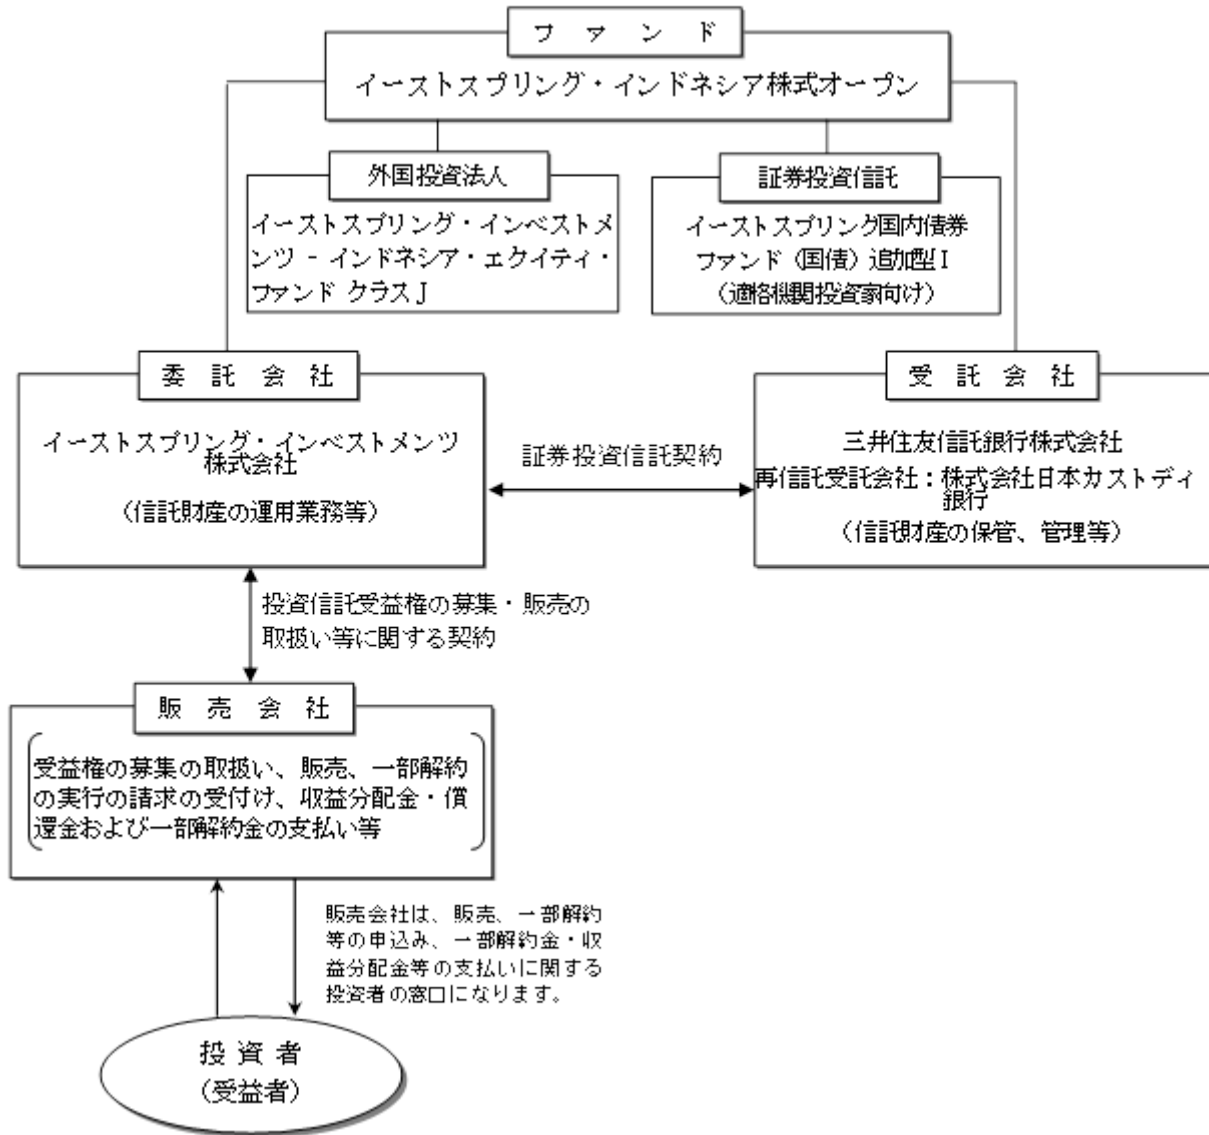 ファンド
イーストスプリング・インドネシア株式オープン
外国投資法人
イーストスプリング・インベストメ
ンツ - インドネシア・エクイティ・
ファンド クラスJ
証券投資信託
イーストスプリング国内債券
ファンド（国債）追加型I
（適格機関投資家向け）
委託会社
イーストスプリング・インベストメンツ
株式会社
（信託財産の運用業務等）
証券投資信託契約
受託会社
三井住友信託銀行株式会社
再信託受託会社：株式会社日本カストディ
銀行
（信託財産の保管、管理等）
投資信託受益権の募集・販売の
取扱い等に関する契約
販売会社
受益権の募集の取扱い、販売、一部解約
の実行の請求の受付け、収益分配金・償
還金および一部解約金の支払い等
販売会社は、販売、一部解約
等の申込み、一部解約金・収
益分配金等の支払いに関する
投資者の窓口になります。
投資者
（受益者）